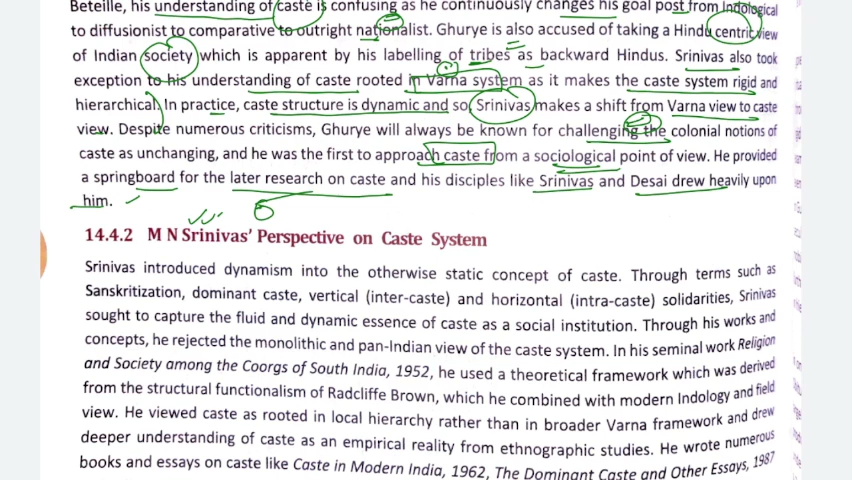 Beteille, his understanding of caste is confusing as he continuously changes his goal post from Indological
to diffusionist to comparative to outright nationalist. Ghurye is also accused of taking a Hindu centric view
of Indian society which is apparent by his labelling of tribes as backward Hindus. Srinivas also took
exception to his understanding of caste rooted in Varna system as it makes the caste system rigid and
hierarchical. In practice, caste structure is dynamic and so Srinivas makes a shift from Varna view to caste
view. Despite numerous criticisms, Ghurye will always be known for challenging the colonial notions of
caste as unchanging, and he was the first to approach caste from a sociological point of view. He provided
a springboard for the later research on caste and his disciples like Srinivas and Desai drew heavily upon
him.
14.4.2 M N Srinivas' Perspective on Caste System
Srinivas introduced dynamism into the otherwise static concept of caste. Through terms such as
Sanskritization, dominant caste, vertical (inter-caste) and horizontal (intra-caste) solidarities, Srinivas
sought to capture the fluid and dynamic essence of caste as a social institution. Through his works and
concepts, he rejected the monolithic and pan-Indian view of the caste system. In his seminal work Religion
and Society among the Coorgs of South India, 1952, he used a theoretical framework which was derived
from the structural functionalism of Radcliffe Brown, which he combined with modern Indology and field
view. He viewed caste as rooted in local hierarchy rather than in broader Varna framework and drew
deeper understanding of caste as an empirical reality from ethnographic studies. He wrote numerous
books and essays on caste like Caste in Modern India, 1962, The Dominant Caste and Other Essays, 1987